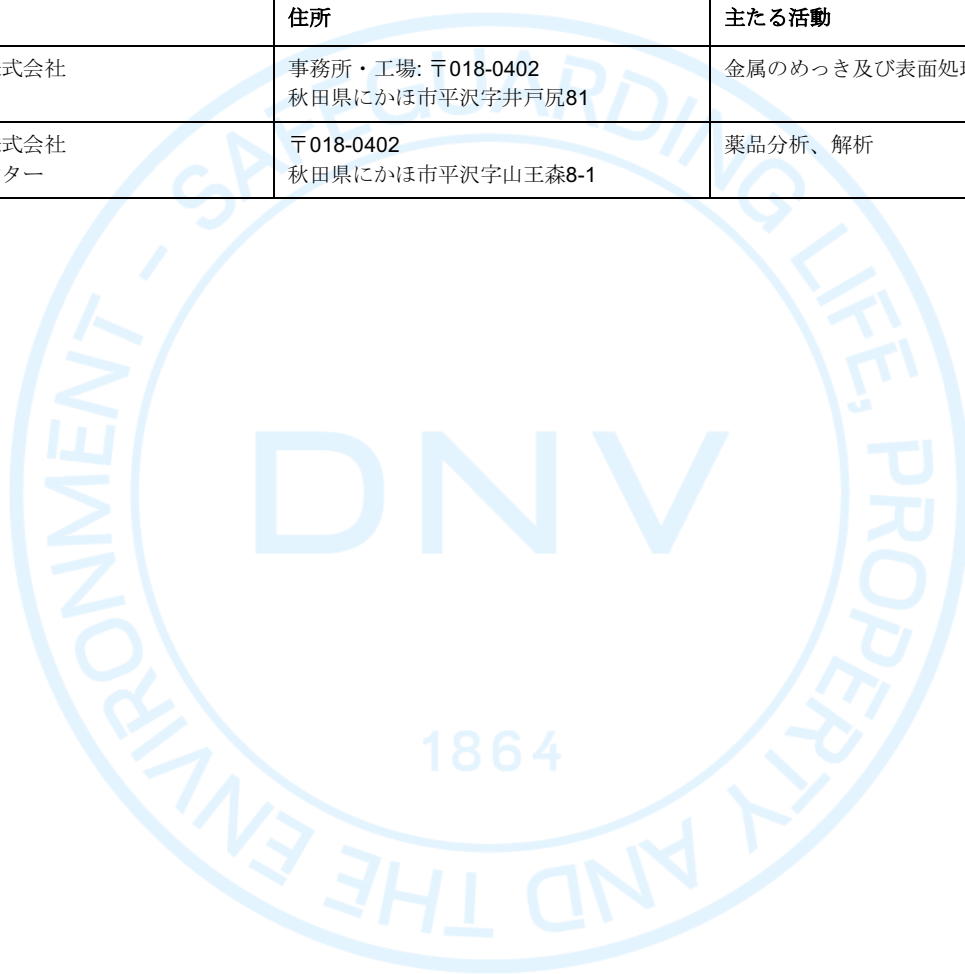 住所 主たる活動
式会社 事務所・工場: 〒018-0402 金属のめっき及び表面処理
秋田県にかほ市平沢字井戸尻81
式会社 〒018-0402 薬品分析、解析
ター 秋田県にかほ市平沢字山王森8-1
SAFEGUARDING LIFE, PROPERTY AND THE ENVIRONMENT -
DNV
1864